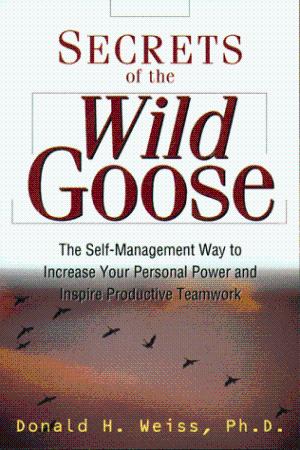 SECRETS
of the
Wild
Goose
The Self-Management Way to
Increase Your Personal Power and
Inspire Productive Teamwork
Donald H. Weiss, Ph.D.